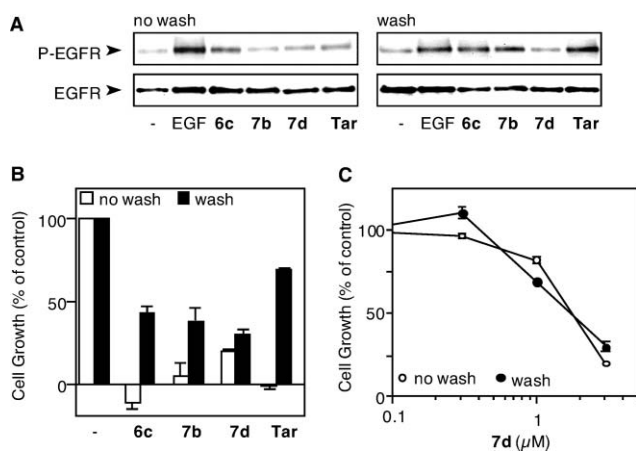 A
no wash
wash
P-EGFR
EGFR
- EGF 6c 7b 7d Tar
- EGF 6c 7b 7d Tar
B
no wash wash
Cell Growth (% of control)
100
50
0
- 6c 7b 7d Tar
C
Cell Growth (% of control)
100
50
0
no wash wash
0.1 1
7d (μM)